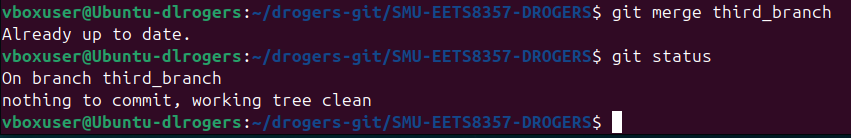 vboxuser@Ubuntu-dlrogers:~/drogers-git/SMU-EETS8357-DROGERS$ git merge third_branch
Already up to date.
vboxuser@Ubuntu-dlrogers:~/drogers-git/SMU-EETS8357-DROGERS$ git status
On branch third_branch
nothing to commit, working tree clean
vboxuser@Ubuntu-dlrogers:~/drogers-git/SMU-EETS8357-DROGERS$